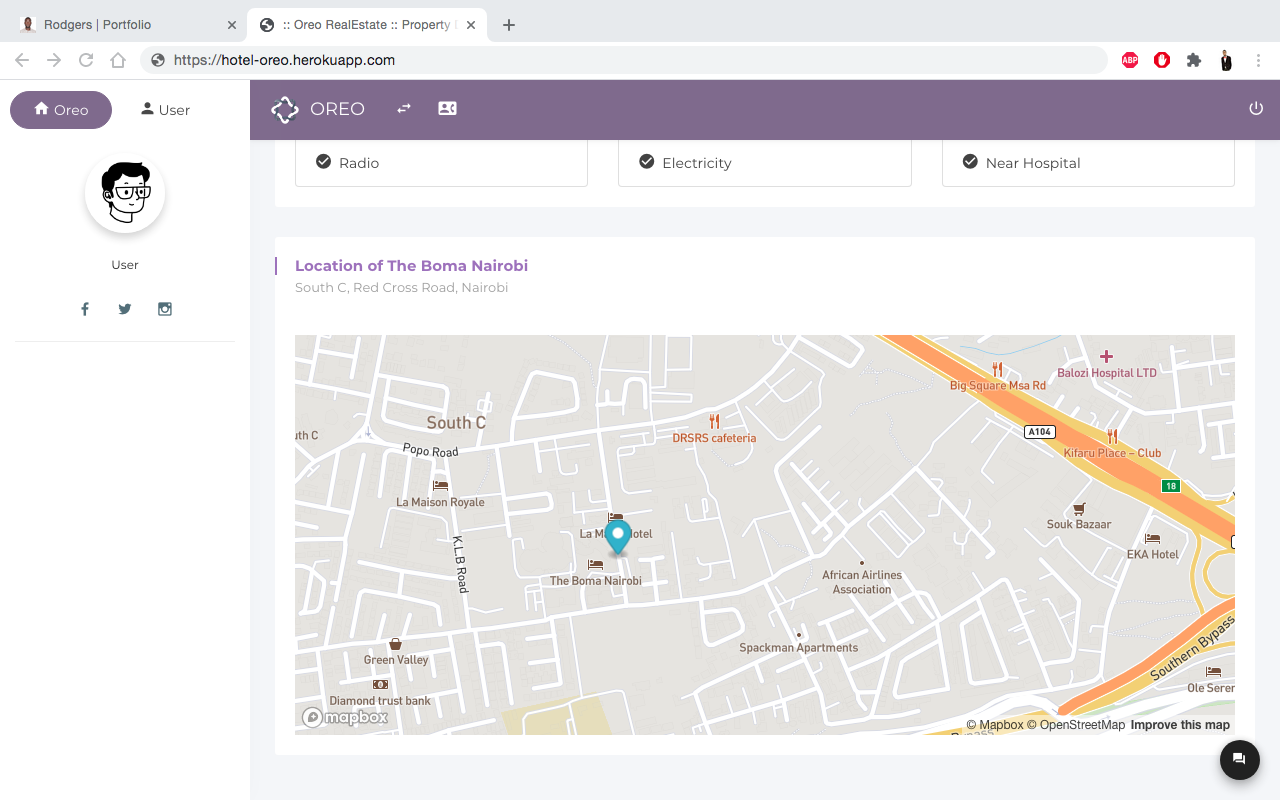 Rodgers | Portfolio
:: Oreo RealEstate :: Property
https://hotel-oreo.herokuapp.com
ABP
Oreo
User
OREO
User
Radio
Electricity
Near Hospital
Location of The Boma Nairobi
South C, Red Cross Road, Nairobi
Balozi Hospital LTD
Big Square Msa Rd
South C
uth C
DRSRS cafeteria
A104
Popo Road
Kifaru Place – Club
18
La Maison Royale
Souk Bazaar
La M Hotel
K.L.B Road
EKA Hotel
The Boma Nairobi
African Airlines
Association
Spackman Apartments
Southern Bypass
Green Valley
Ole Seren
Diamond trust bank
mapbox
© Mapbox © OpenStreetMap Improve this map